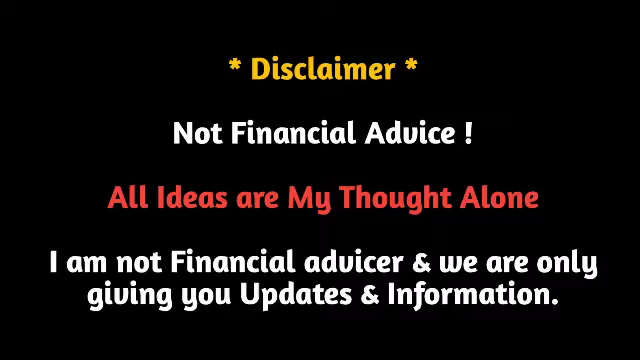 * Disclaimer *
Not Financial Advice !
All Ideas are My Thought Alone
I am not Financial advicer & we are only
giving you Updates & Information.